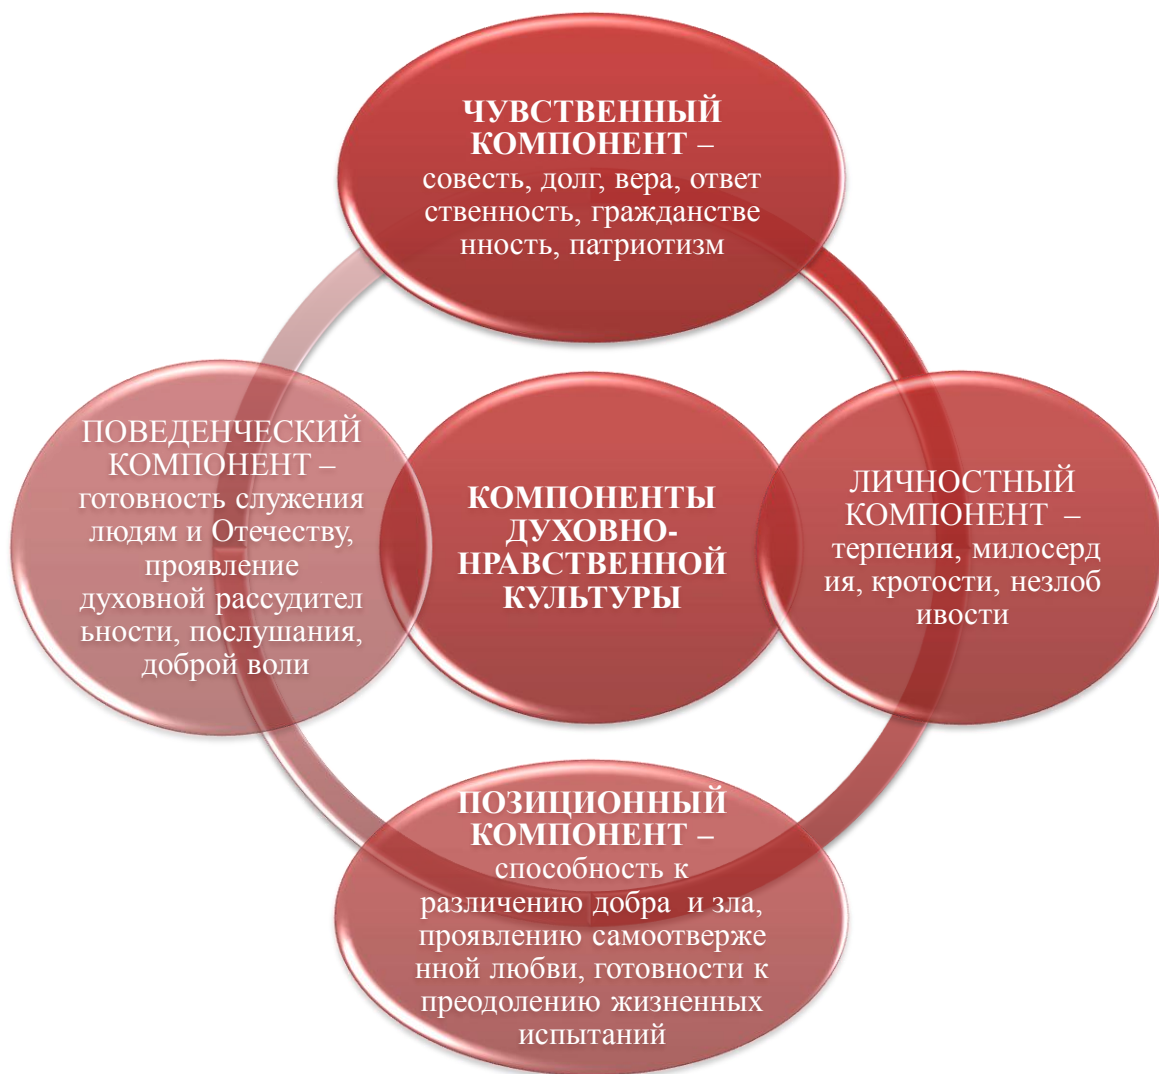 ЧУВСТВЕННЫЙ
КОМПОНЕНТ –
совесть, долг, вера, ответ
ственность, гражданстве
нность, патриотизм
ПОВЕДЕНЧЕСКИЙ
КОМПОНЕНТ –
готовность служения
людям и Отечеству,
проявление
духовной рассудител
ьности, послушания,
доброй воли
КОМПОНЕНТЫ
ДУХОВНО-
НРАВСТВЕННОЙ
КУЛЬТУРЫ
ЛИЧНОСТНЫЙ
КОМПОНЕНТ –
терпения, милосерд
ия, кротости, незлоб
ивости
ПОЗИЦИОННЫЙ
КОМПОНЕНТ –
способность к
различению добра и зла,
проявлению самоотверже
нной любви, готовности к
преодолению жизненных
испытаний